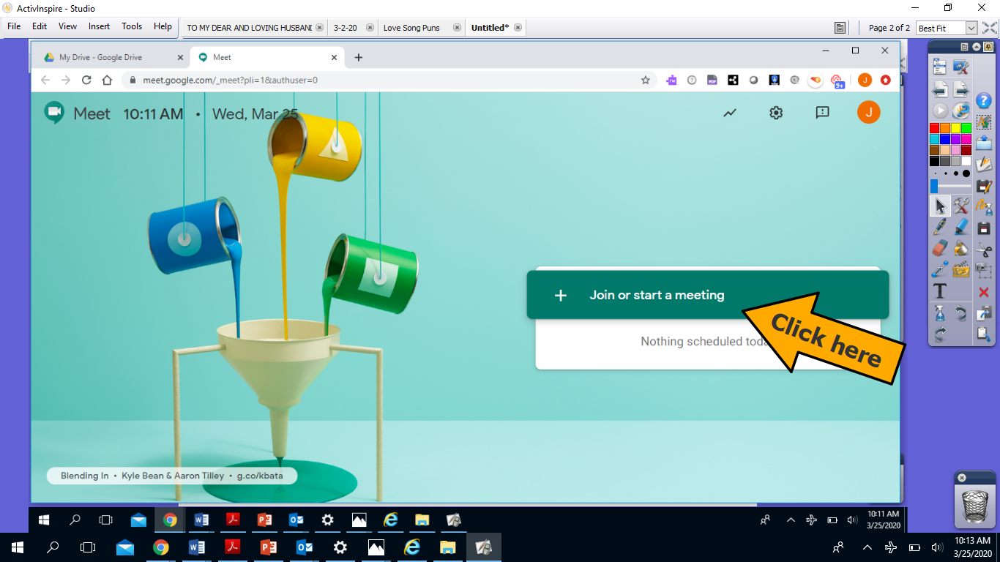 ActivInspire - Studio
File Edit View Insert Tools Help
TO MY DEAR AND LOVING HUSBAND 3-2-20 Love Song Puns Untitled*
Page 2 of 2 Best Fit
My Drive - Google Drive Meet
meet.google.com/_meet?pli=1&authuser=0
PDF
9+
J
Meet 10:11 AM • Wed, Mar 25
J
+ Join or start a meeting
Click here
Nothing scheduled
Blending In • Kyle Bean & Aaron Tilley • g.co/kbata
10:11 AM
3/25/2020
10:13 AM
3/25/2020